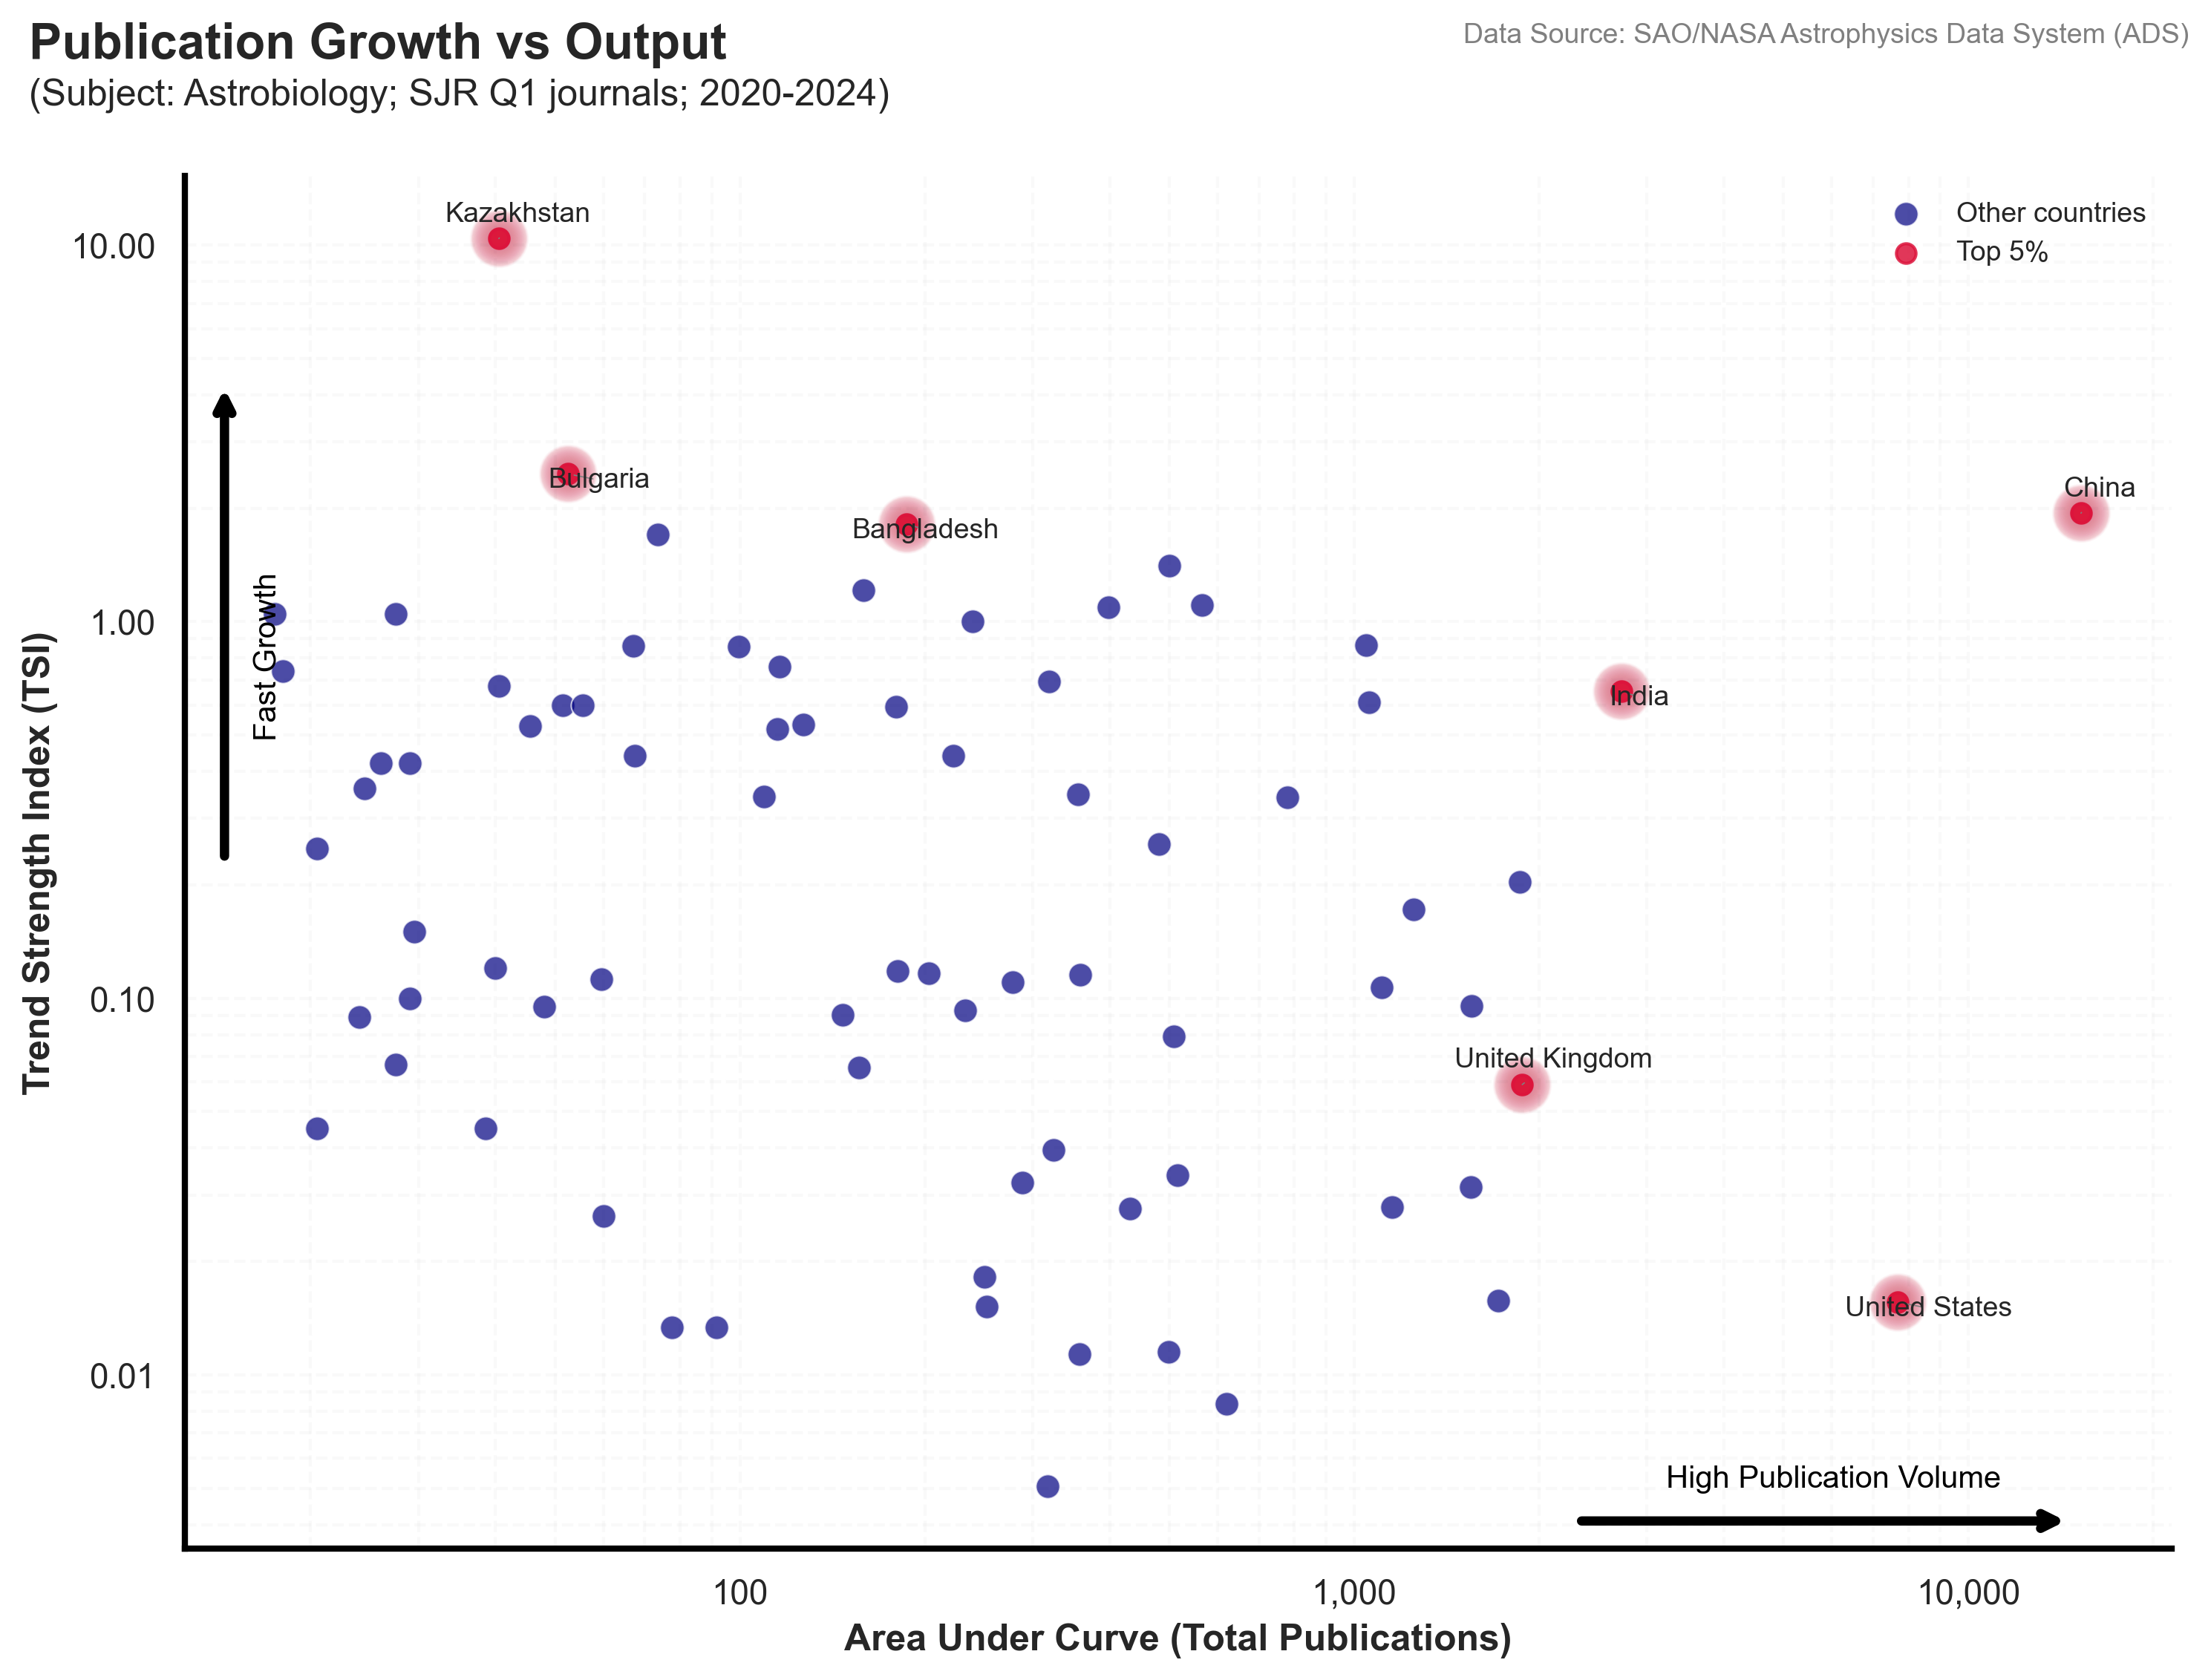 Publication Growth vs Output
(Subject: Astrobiology; SJR Q1 journals; 2020-2024)
Data Source: SAO/NASA Astrophysics Data System (ADS)
Other countries
Top 5%
Kazakhstan
Bulgaria
Bangladesh
China
India
United Kingdom
United States
Fast Growth
High Publication Volume
Trend Strength Index (TSI)
10.00
1.00
0.10
0.01
100
1,000
10,000
Area Under Curve (Total Publications)